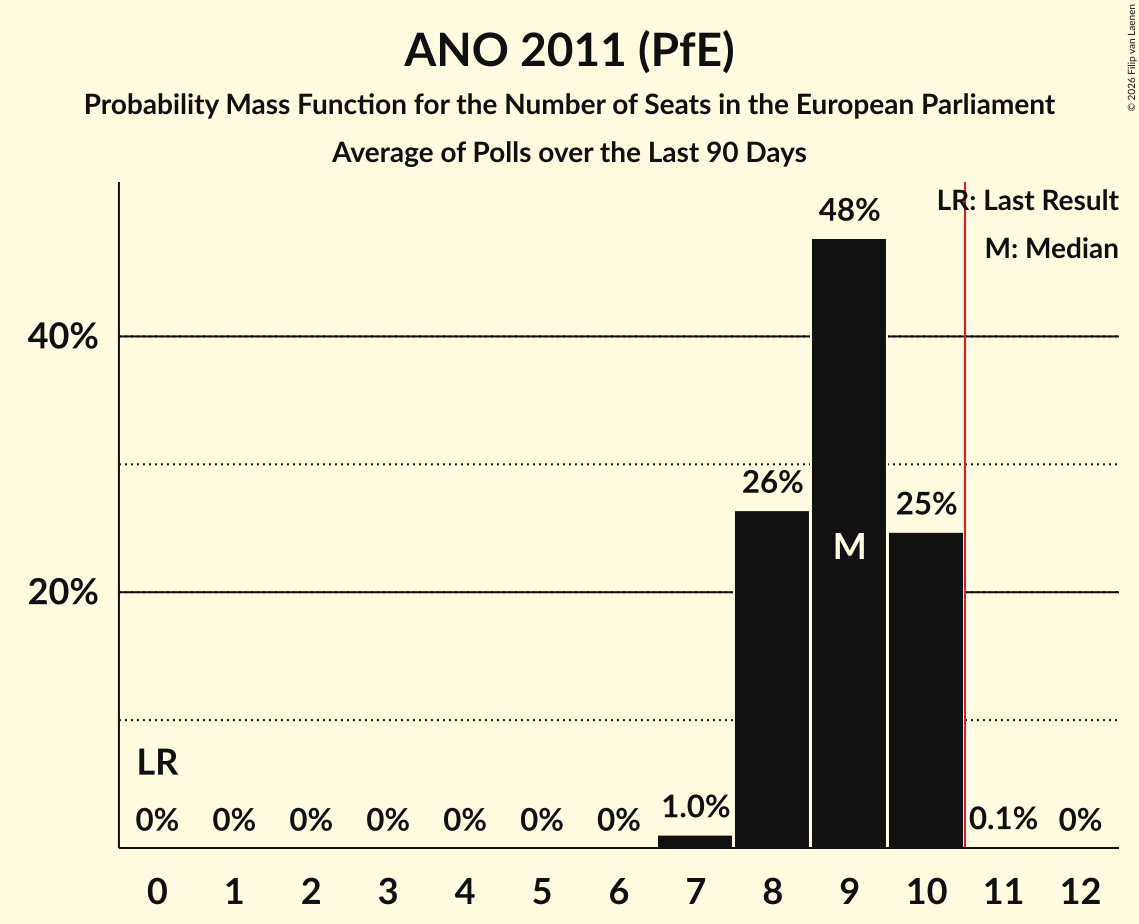 ANO 2011 (PfE)
Probability Mass Function for the Number of Seats in the European Parliament
Average of Polls over the Last 90 Days
© 2026 Filip van Laenen
LR: Last Result
M: Median
48%
40%
26%
25%
M
20%
LR
0% 0% 0% 0% 0% 0% 0% 1.0% 0.1% 0%
0 1 2 3 4 5 6 7 8 9 10 11 12